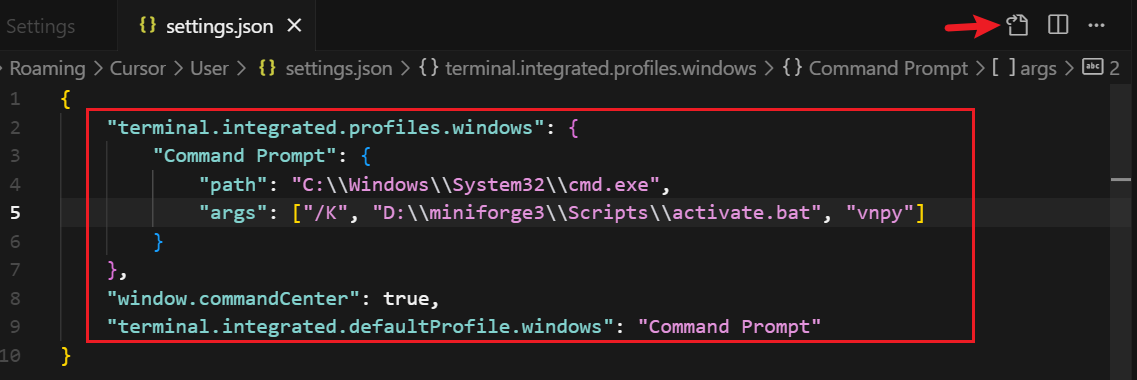 Settings
{} settings.json ×
Roaming > Cursor > User > {} settings.json > {} terminal.integrated.profiles.windows > {} Command Prompt > [ ] args > abc 2
1 {
2 "terminal.integrated.profiles.windows": {
3 "Command Prompt": {
4 "path": "C:\\Windows\\System32\\cmd.exe",
5 "args": ["/K", "D:\\miniforge3\\Scripts\\activate.bat", "vnpy"]
6 }
7 },
8 "window.commandCenter": true,
9 "terminal.integrated.defaultProfile.windows": "Command Prompt"
10 }